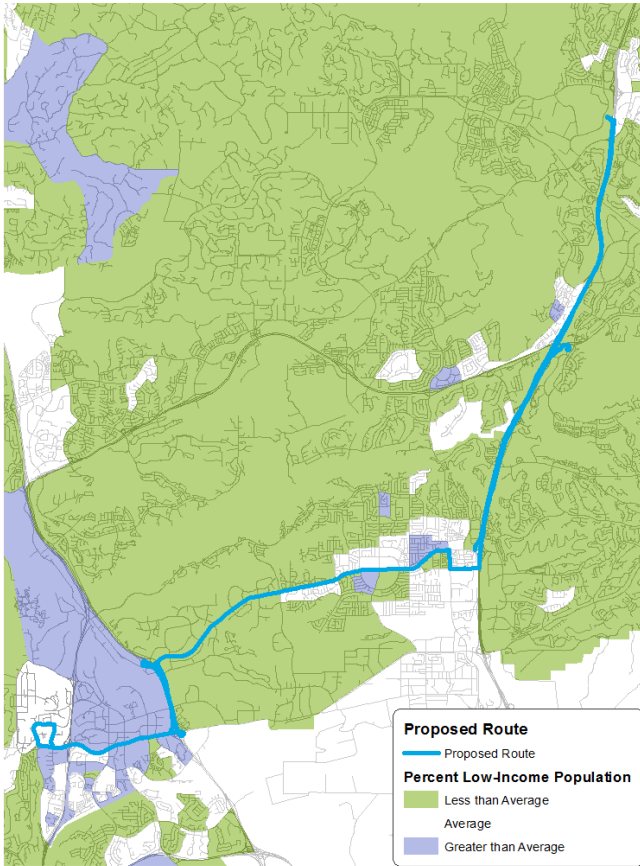 Proposed Route
Proposed Route
Percent Low-Income Population
Less than Average
Average
Greater than Average